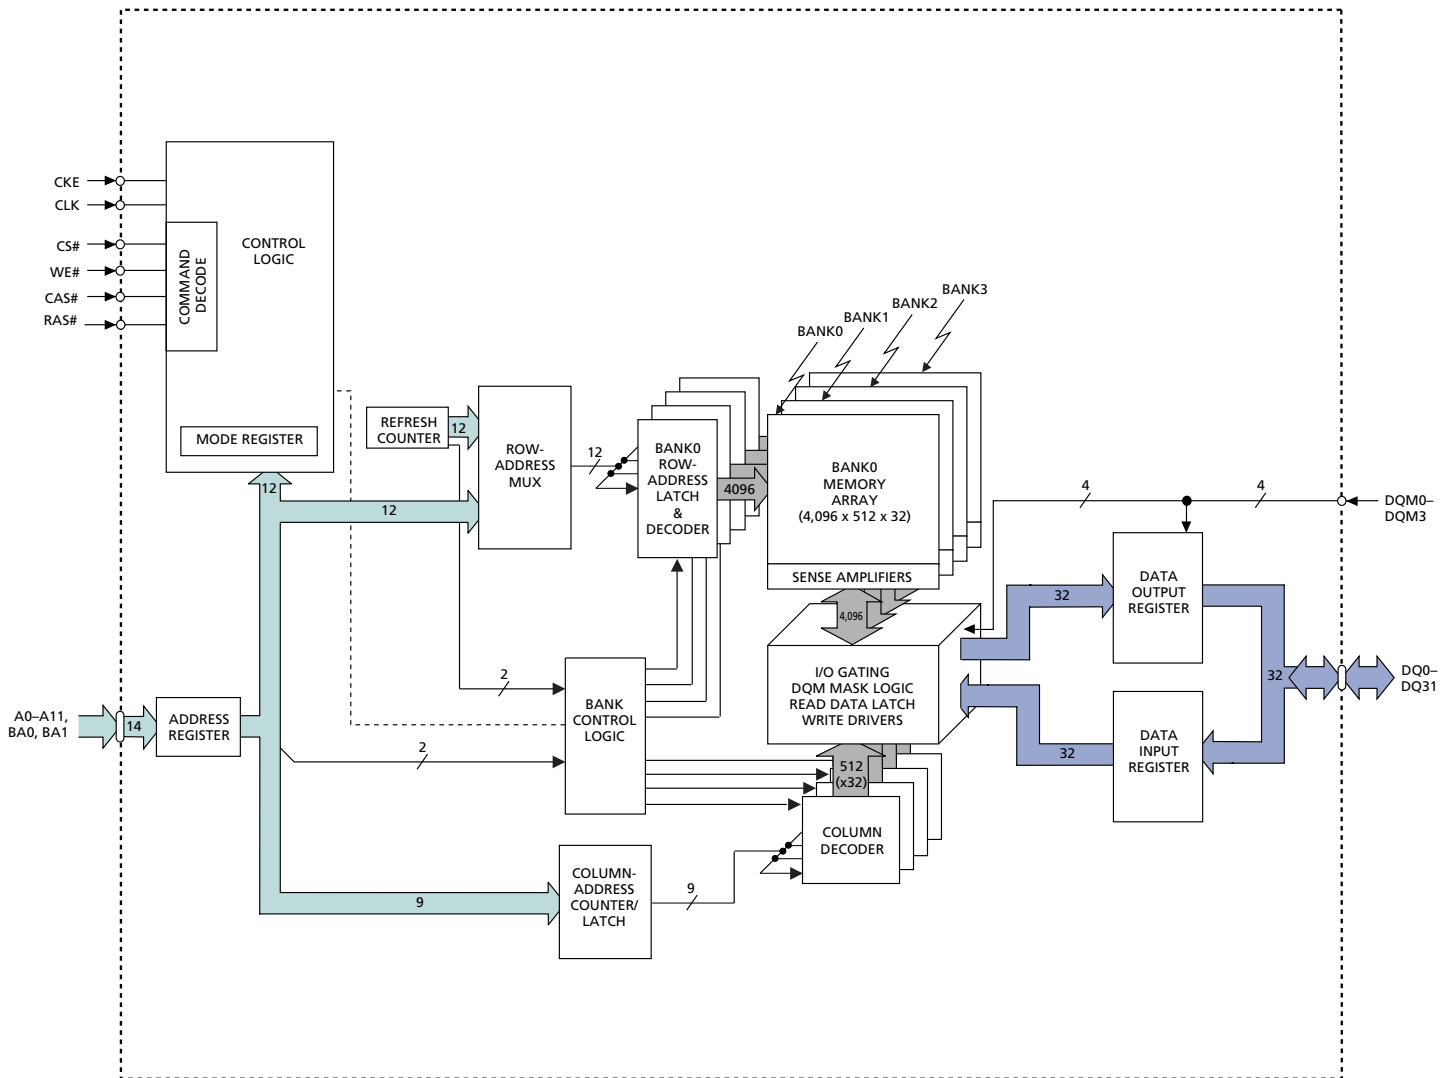 CKE
CLK
CS#
WE#
CAS#
RAS#
COMMAND
DECODE
CONTROL
LOGIC
MODE REGISTER
12
12
REFRESH
COUNTER
12
ROW-
ADDRESS
MUX
12
BANK0
ROW-
ADDRESS
LATCH
&
DECODER
4096
BANK0
BANK1
BANK2
BANK3
BANK0
MEMORY
ARRAY
(4,096 x 512 x 32)
SENSE AMPLIFIERS
4,096
I/O GATING
DQM MASK LOGIC
READ DATA LATCH
WRITE DRIVERS
512
(x32)
COLUMN
DECODER
2
2
BANK
CONTROL
LOGIC
A0–A11,
BA0, BA1
14
ADDRESS
REGISTER
9
COLUMN-
ADDRESS
COUNTER/
LATCH
9
4
4
DQM0–
DQM3
32
DATA
OUTPUT
REGISTER
32
DQ0–
DQ31
32
DATA
INPUT
REGISTER